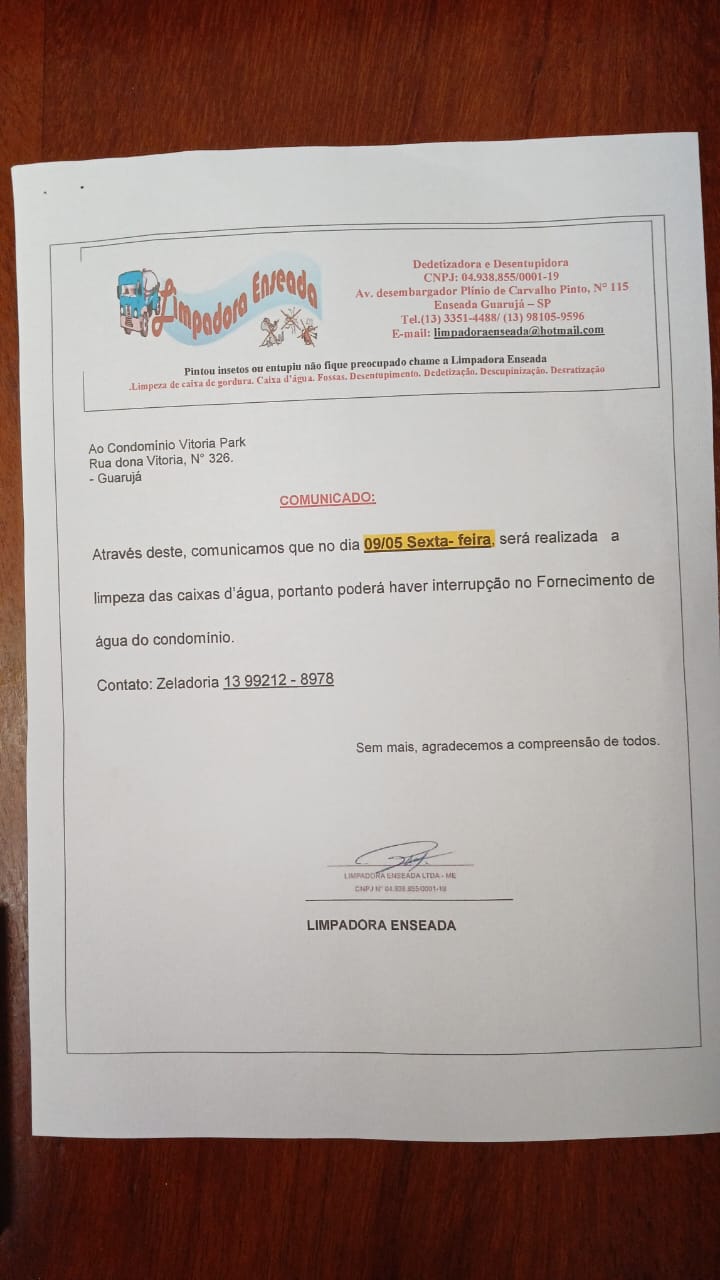 Limpadora Enseada
Dedetizadora e Desentupidora
CNPJ: 04.938.855/0001-19
Av. desembargador Plínio de Carvalho Pinto, N° 115
Enseada Guarujá – SP
Tel.(13) 3351-4488/ (13) 98105-9596
E-mail: limpadoraenseada@hotmail.com
Pintou insetos ou entupiu não fique preocupado chame a Limpadora Enseada
.Limpeza de caixa de gordura. Caixa d'água. Fossas. Desentupimento. Dedetização. Descupinização. Desratização
Ao Condomínio Vitoria Park
Rua dona Vitoria, N° 326.
- Guarujá
COMUNICADO:
Através deste, comunicamos que no dia 09/05 Sexta- feira, será realizada a
limpeza das caixas d'água, portanto poderá haver interrupção no Fornecimento de
água do condomínio.
Contato: Zeladoria 13 99212 - 8978
Sem mais, agradecemos a compreensão de todos.
LIMPADORA ENSEADA LTDA - ME
CNPJ N° 04.938.855/0001-19
LIMPADORA ENSEADA